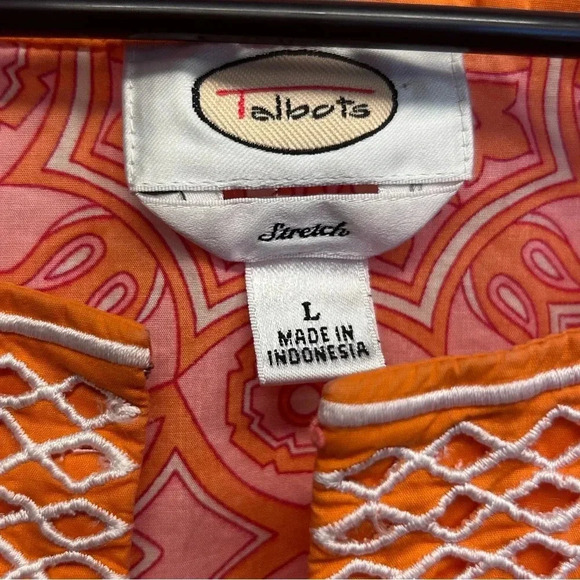 Talbots
Stretch
L
MADE IN
INDONESIA